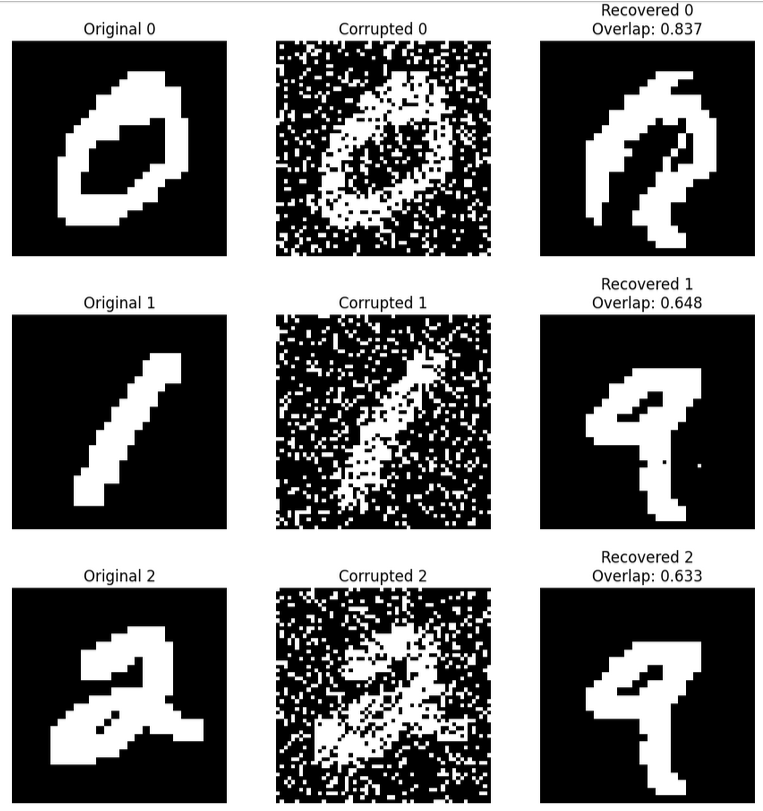 Original 0
Corrupted 0
Recovered 0
Overlap: 0.837
Original 1
Corrupted 1
Recovered 1
Overlap: 0.648
Original 2
Corrupted 2
Recovered 2
Overlap: 0.633